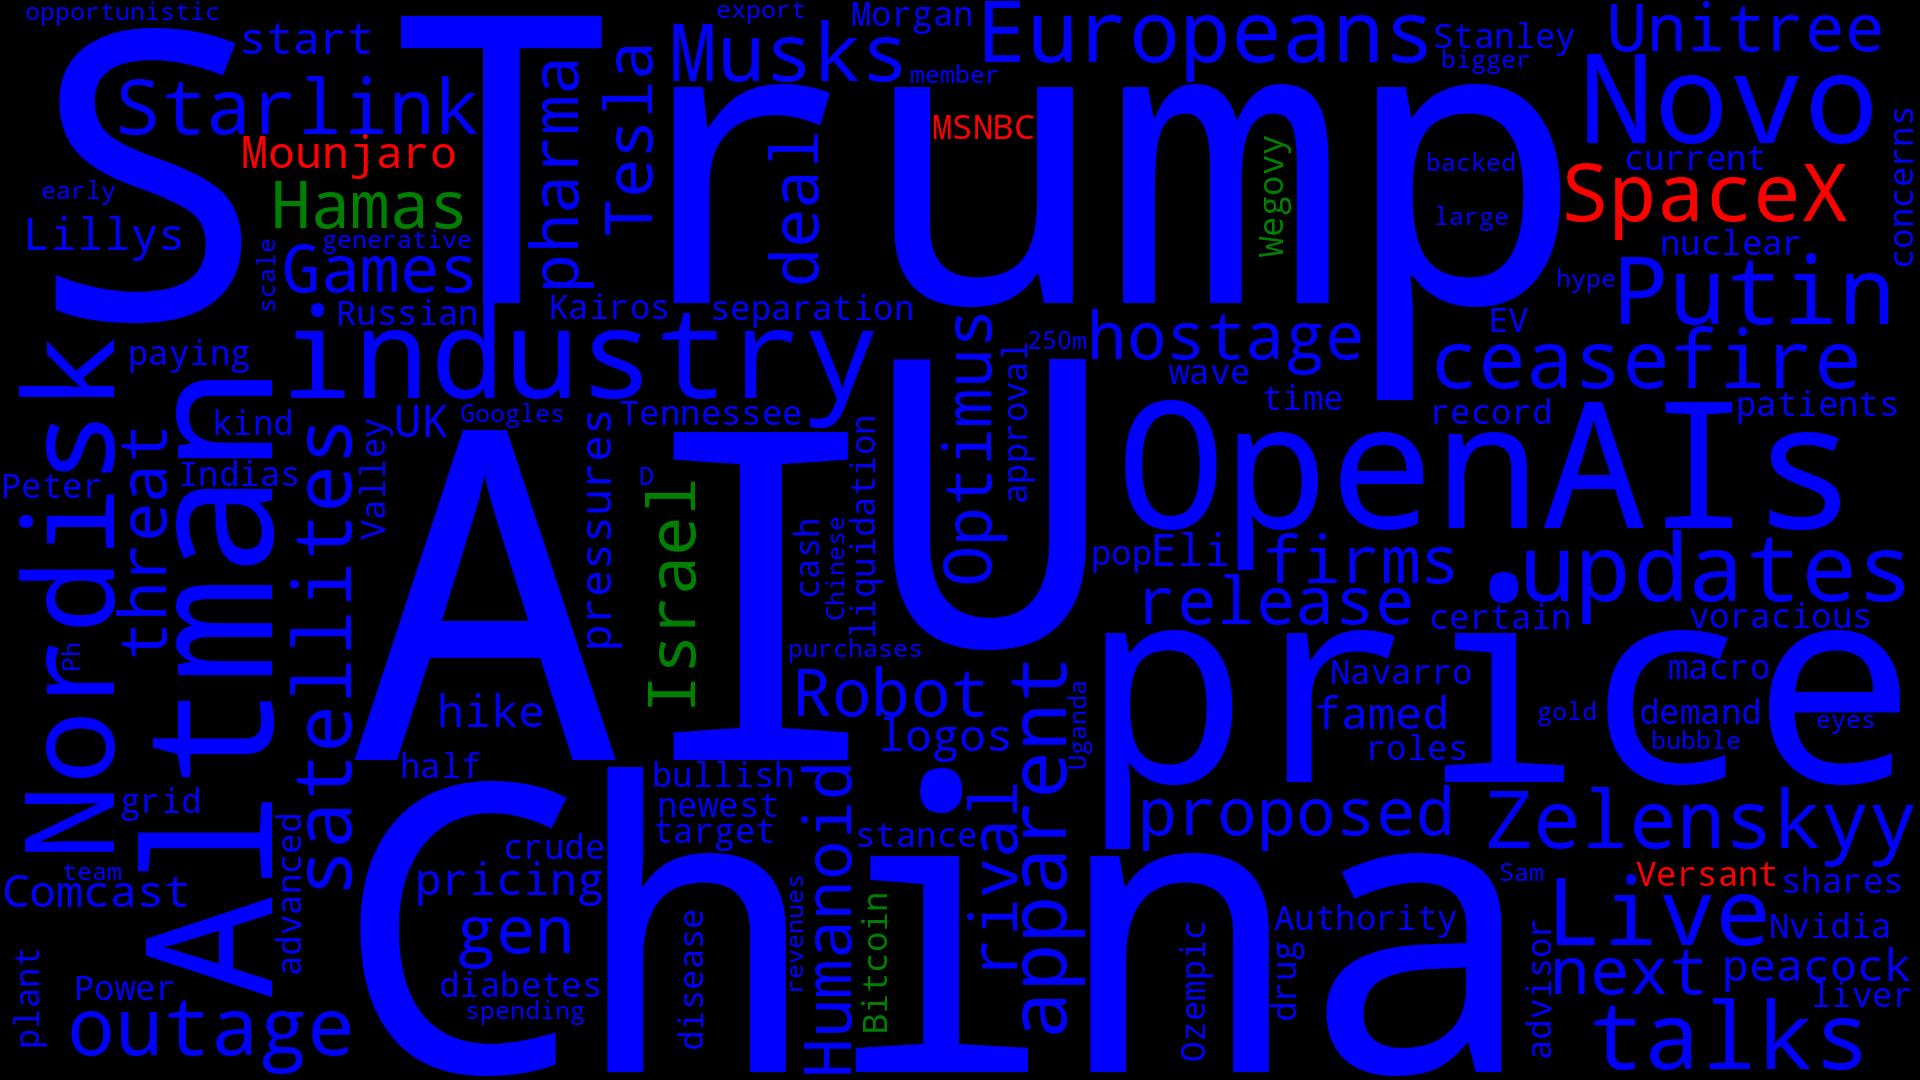 opportunistic
start
S
Trump
Starlink
Mounjaro
Hamas
early
Lillys
scale
generative
Games
pharma
Tesla
Musks
export
Morgan
member
Europeans
Stanley
bigger
Unitree
Novo
MSNBC
deal
Wegovy
backed
large
current
SpaceX
concerns
nuclear
hype
Putin
Russian
Kairos
separation
industry
paying
Nordisk
Altman
kind
Indias
Peter
threat
satellites
Valley
UK
Googles
Tennessee
pressures
D
Israel
AI
Optimus
approval
250m
hostage
wave
time
EV
ceasefire
record
patients
U
OpenAIs
cash
Chinese
liquidation
pop
Eli
firms
updates
release
certain
voracious
purchases
Robot
logos
apparent
Uganda
price
Navarro
famed
roles
macro
gold
demand
bubble
eyes
Ph
hike
half
grid
bullish
newest
target
Humanoid
stance
rival
proposed
Zelenskyy
team
Comcast
advanced
crude
pricing
gen
China
diabetes
spending
disease
revenues
Bitcoin
Ozempic
drug
Authority
Sam
Versant
shares
Live
Nvidia
advisor
next
peacock
liver
talks
plant
Power
outage